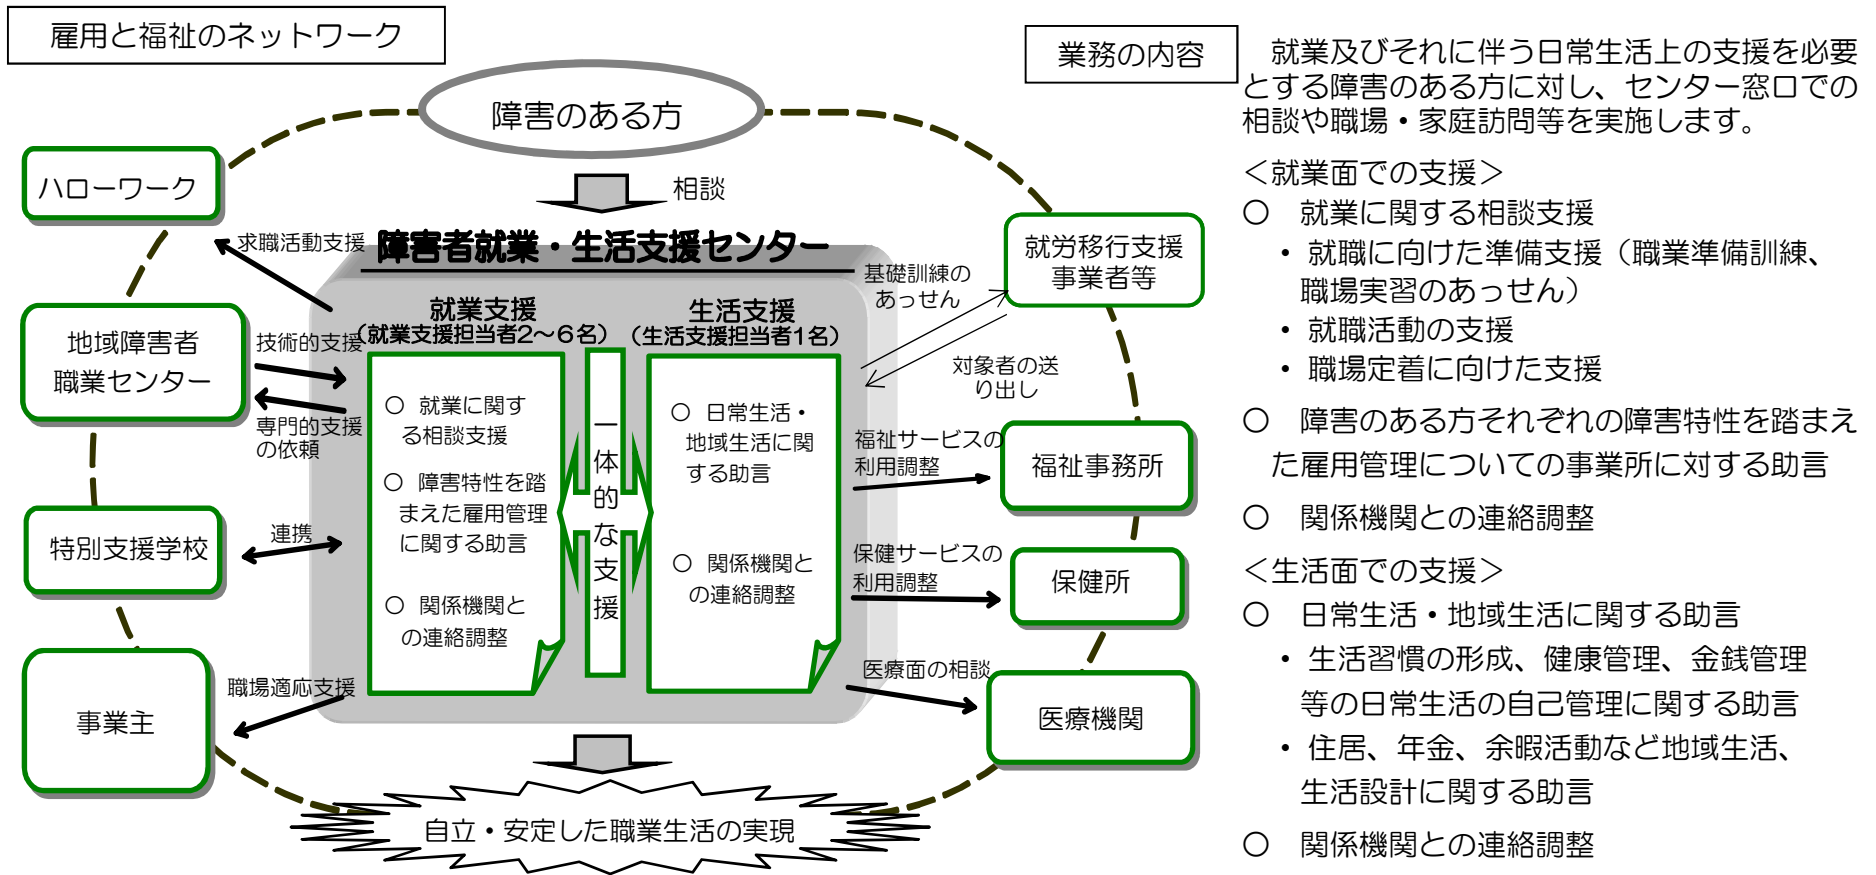 雇用と福祉のネットワーク
障害のある方
相談
ハローワーク
求職活動支援
地域障害者
職業センター
技術的支援
専門的支援
の依頼
特別支援学校
連携
事業主
職場適応支援
障害者就業・生活支援センター
就業支援
(就業支援担当者2～6名)
○ 就業に関す
る相談支援
○ 障害特性を踏
まえた雇用管理
に関する助言
○ 関係機関と
の連絡調整
一体的な支援
生活支援
(生活支援担当者1名)
○ 日常生活・
地域生活に関
する助言
○ 関係機関と
の連絡調整
基礎訓練の
あっせん
対象者の送
り出し
就労移行支援
事業者等
福祉サービスの
利用調整
福祉事務所
保健サービスの
利用調整
保健所
医療面の相談
医療機関
自立・安定した職業生活の実現
業務の内容
就業及びそれに伴う日常生活上の支援を必要
とする障害のある方に対し、センター窓口での
相談や職場・家庭訪問等を実施します。
＜就業面での支援＞
○ 就業に関する相談支援
・就職に向けた準備支援（職業準備訓練、
職場実習のあっせん）
・就職活動の支援
・職場定着に向けた支援
○ 障害のある方それぞれの障害特性を踏まえ
た雇用管理についての事業所に対する助言
○ 関係機関との連絡調整
＜生活面での支援＞
○ 日常生活・地域生活に関する助言
・生活習慣の形成、健康管理、金銭管理
等の日常生活の自己管理に関する助言
・住居、年金、余暇活動など地域生活、
生活設計に関する助言
○ 関係機関との連絡調整